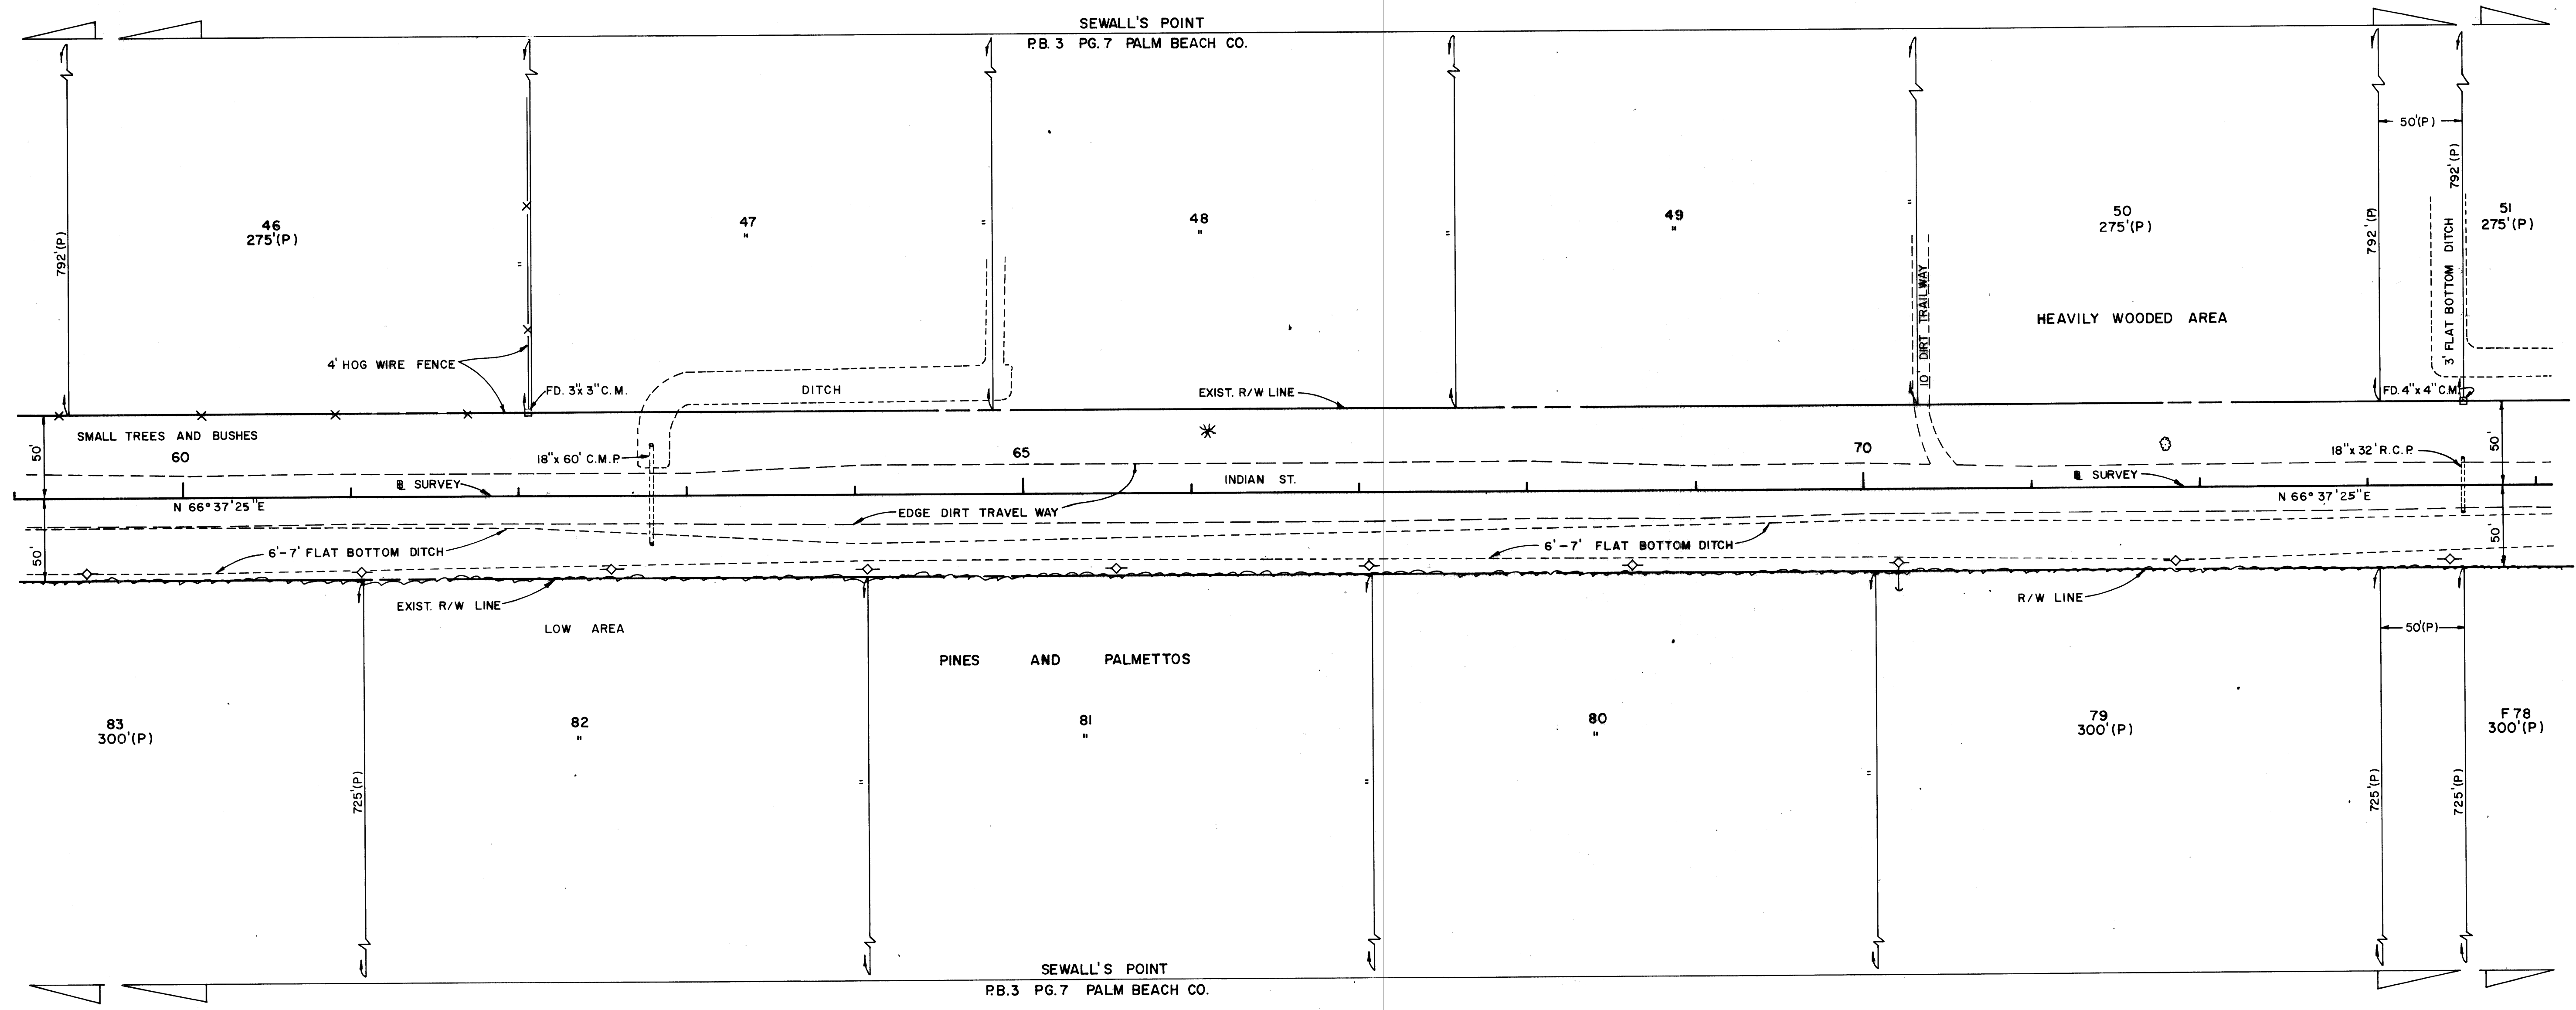 SEWALL'S POINT
P.B. 3 PG. 7 PALM BEACH CO.
50'(P)
792'(P)
792'(P)
792'(P)
46
275'(P)
47
"
48
"
49
"
50
275'(P)
51
275'(P)
"
"
"
"
10' DIRT TRAILWAY
3' FLAT BOTTOM DITCH
HEAVILY WOODED AREA
4' HOG WIRE FENCE
FD. 3"x 3" C.M.
DITCH
EXIST. R/W LINE
FD. 4"x 4" C.M.
SMALL TREES AND BUSHES
50'
60
18"x 60' C.M.P.
65
70
18"x 32' R.C.P.
50'
BL SURVEY
INDIAN ST.
BL SURVEY
N 66° 37' 25" E
N 66° 37' 25" E
EDGE DIRT TRAVEL WAY
50'
6'-7' FLAT BOTTOM DITCH
6'-7' FLAT BOTTOM DITCH
50'
EXIST. R/W LINE
R/W LINE
LOW AREA
50'(P)
PINES AND PALMETTOS
83
300'(P)
82
"
81
"
80
"
79
300'(P)
F 78
300'(P)
725'(P)
"
"
"
725'(P)
725'(P)
SEWALL'S POINT
P.B.3 PG.7 PALM BEACH CO.